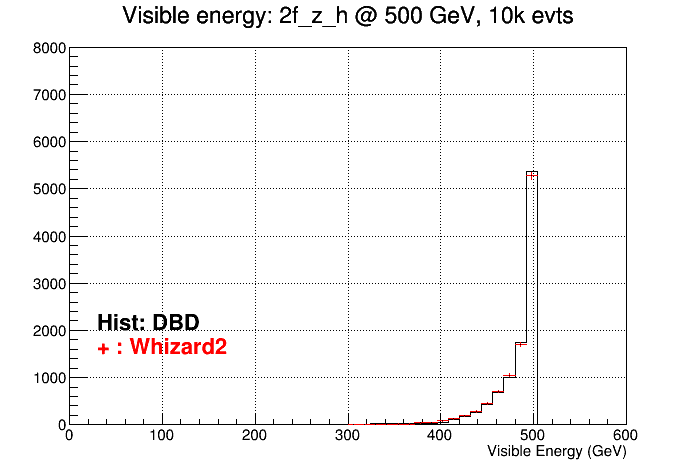 Visible energy: 2f_z_h @ 500 GeV, 10k evts
8000
7000
6000
5000
4000
3000
2000
1000
0
Hist: DBD
+ : Whizard2
0 100 200 300 400 500 600
Visible Energy (GeV)